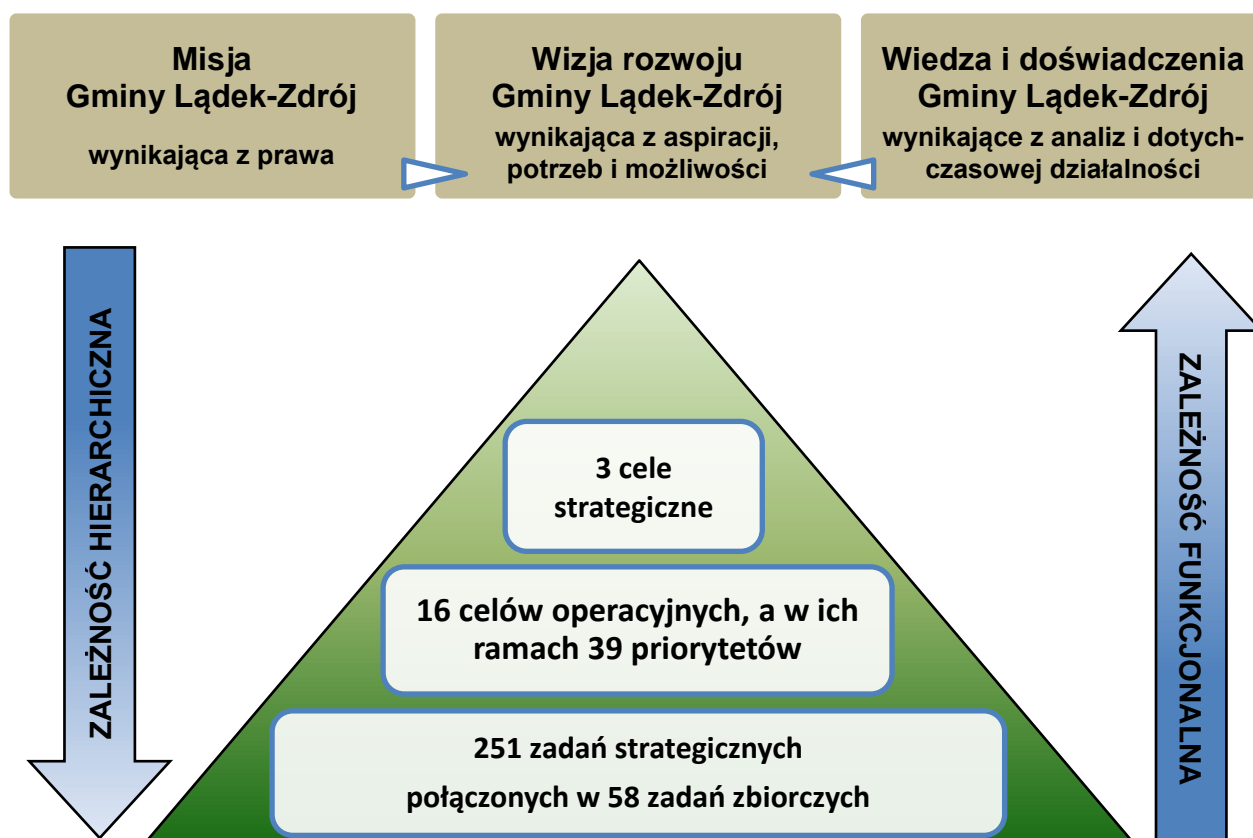 Misja
Gminy Lądek-Zdrój
wynikająca z prawa
Wizja rozwoju
Gminy Lądek-Zdrój
wynikająca z aspiracji,
potrzeb i możliwości
Wiedza i doświadczenia
Gminy Lądek-Zdrój
wynikające z analiz i dotych-
czasowej działalności
ZALEŻNOŚĆ HIERARCHICZNA
3 cele
strategiczne
16 celów operacyjnych, a w ich
ramach 39 priorytetów
251 zadań strategicznych
połączonych w 58 zadań zbiorczych
ZALEŻNOŚĆ FUNKCJONALNA